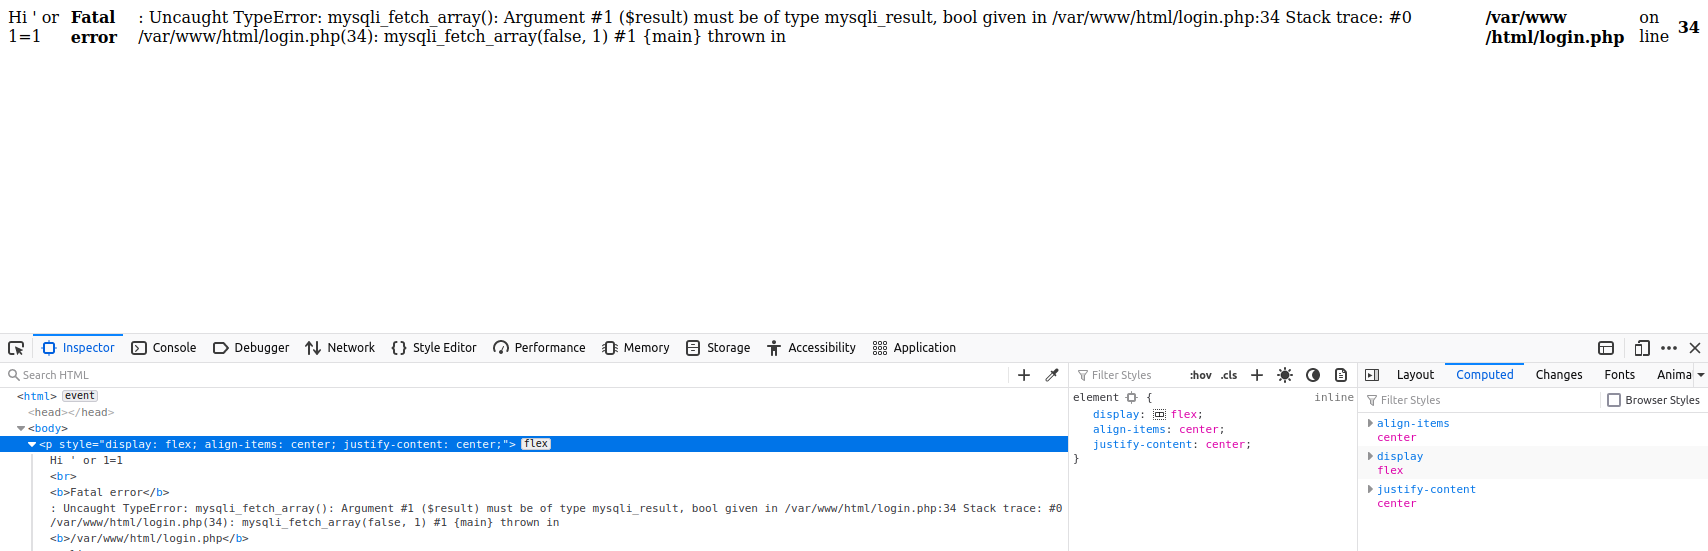 Hi ' or
1=1
Fatal
error
: Uncaught TypeError: mysqli_fetch_array(): Argument #1 ($result) must be of type mysqli_result, bool given in /var/www/html/login.php:34 Stack trace: #0
/var/www/html/login.php(34): mysqli_fetch_array(false, 1) #1 {main} thrown in
/var/www
/html/login.php
on
line
34
Inspector Console Debugger Network Style Editor Performance Memory Storage Accessibility Application
Search HTML
<html> event
<head></head>
<body>
<p style="display: flex; align-items: center; justify-content: center;"> flex
Hi ' or 1=1
<br>
<b>Fatal error</b>
: Uncaught TypeError: mysqli_fetch_array(): Argument #1 ($result) must be of type mysqli_result, bool given in /var/www/html/login.php:34 Stack trace: #0
/var/www/html/login.php(34): mysqli_fetch_array(false, 1) #1 {main} thrown in
<b>/var/www/html/login.php</b>
Filter Styles :hov .cls
element { inline
display: flex;
align-items: center;
justify-content: center;
}
Layout Computed Changes Fonts Anima
Filter Styles Browser Styles
align-items
center
display
flex
justify-content
center